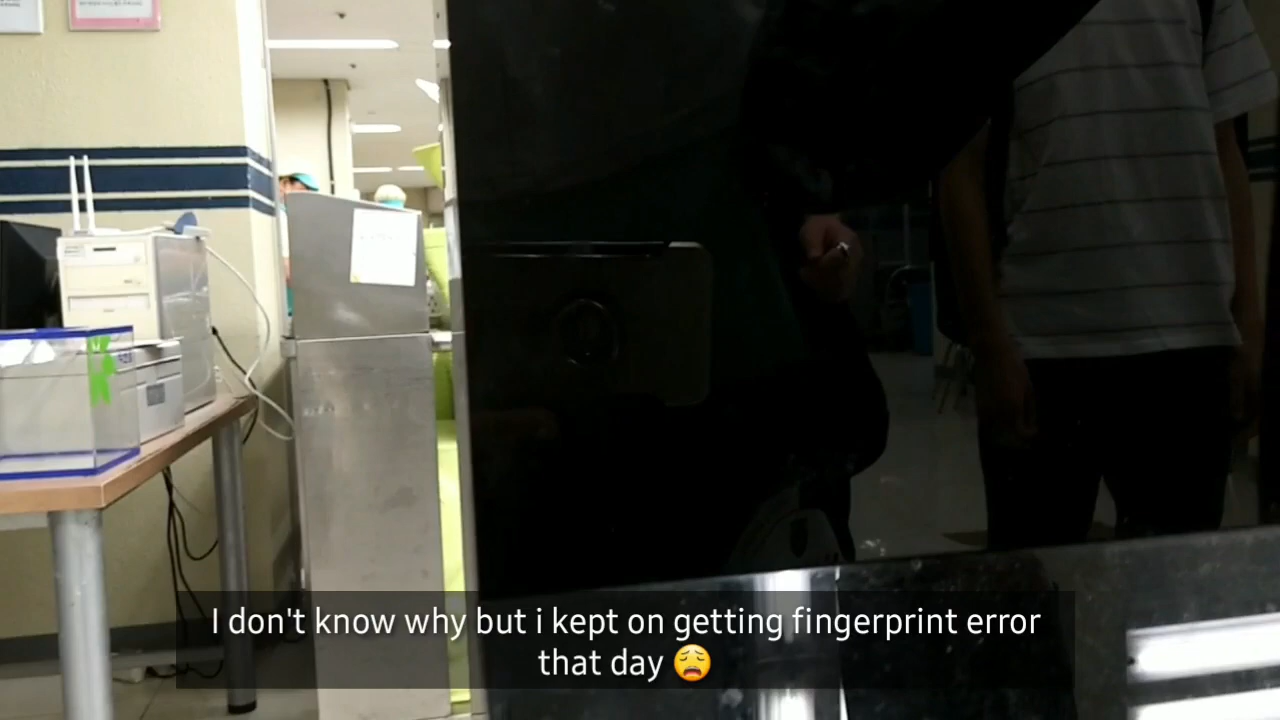 I don't know why but i kept on getting fingerprint error
that day 😩